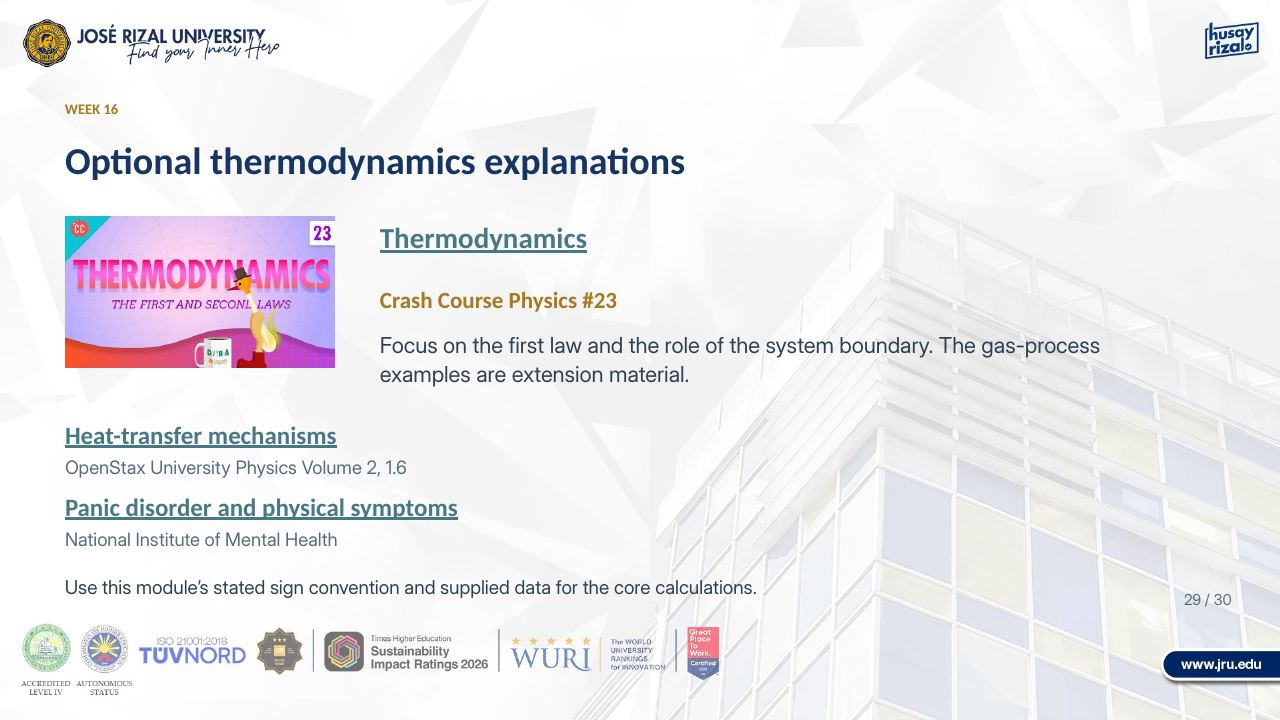 JOSÉ RIZAL UNIVERSITY
Find your Inner Hero
husay
rizal
WEEK 16
Optional thermodynamics explanations
CC
23
THERMODYNAMICS
THE FIRST AND SECOND LAWS
Thermodynamics
Crash Course Physics #23
Focus on the first law and the role of the system boundary. The gas-process
examples are extension material.
Heat-transfer mechanisms
OpenStax University Physics Volume 2, 1.6
Panic disorder and physical symptoms
National Institute of Mental Health
Use this module’s stated sign convention and supplied data for the core calculations.
29 / 30
ACCREDITED
LEVEL IV
AUTONOMOUS
STATUS
ISO 21001:2018
TÜVNORD
Times Higher Education
Sustainability
Impact Ratings 2026
WURI
The WORLD
UNIVERSITY
RANKINGS
for INNOVATION
Great
Place
To
Work.
Certified
www.jru.edu